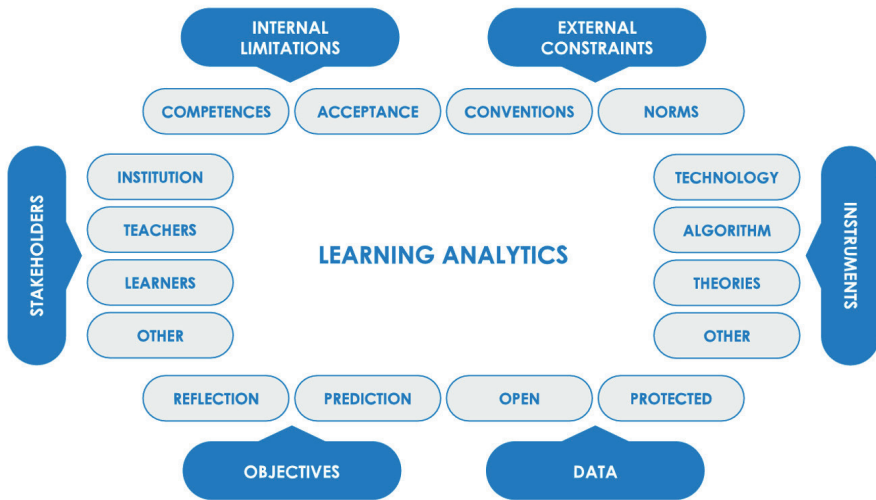 INTERNAL
LIMITATIONS
EXTERNAL
CONSTRAINTS
COMPETENCES
ACCEPTANCE
CONVENTIONS
NORMS
STAKEHOLDERS
INSTITUTION
TEACHERS
LEARNERS
OTHER
LEARNING ANALYTICS
TECHNOLOGY
ALGORITHM
THEORIES
OTHER
INSTRUMENTS
REFLECTION
PREDICTION
OPEN
PROTECTED
OBJECTIVES
DATA